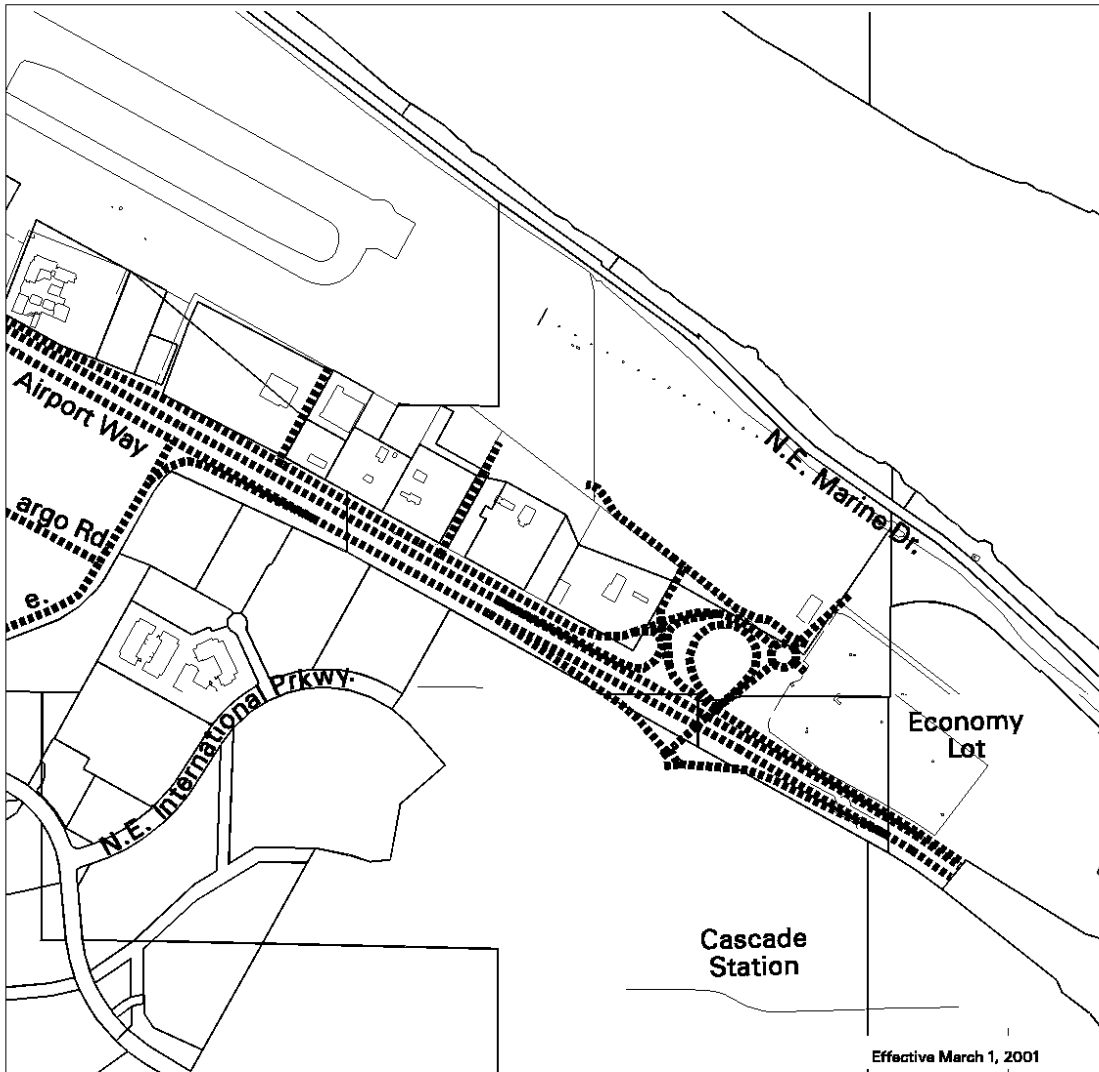 Airport Way
argo Rd
e.
N.E. Marine Dr.
N.E. International Prkwy.
Economy
Lot
Cascade
Station
Effective March 1, 2001